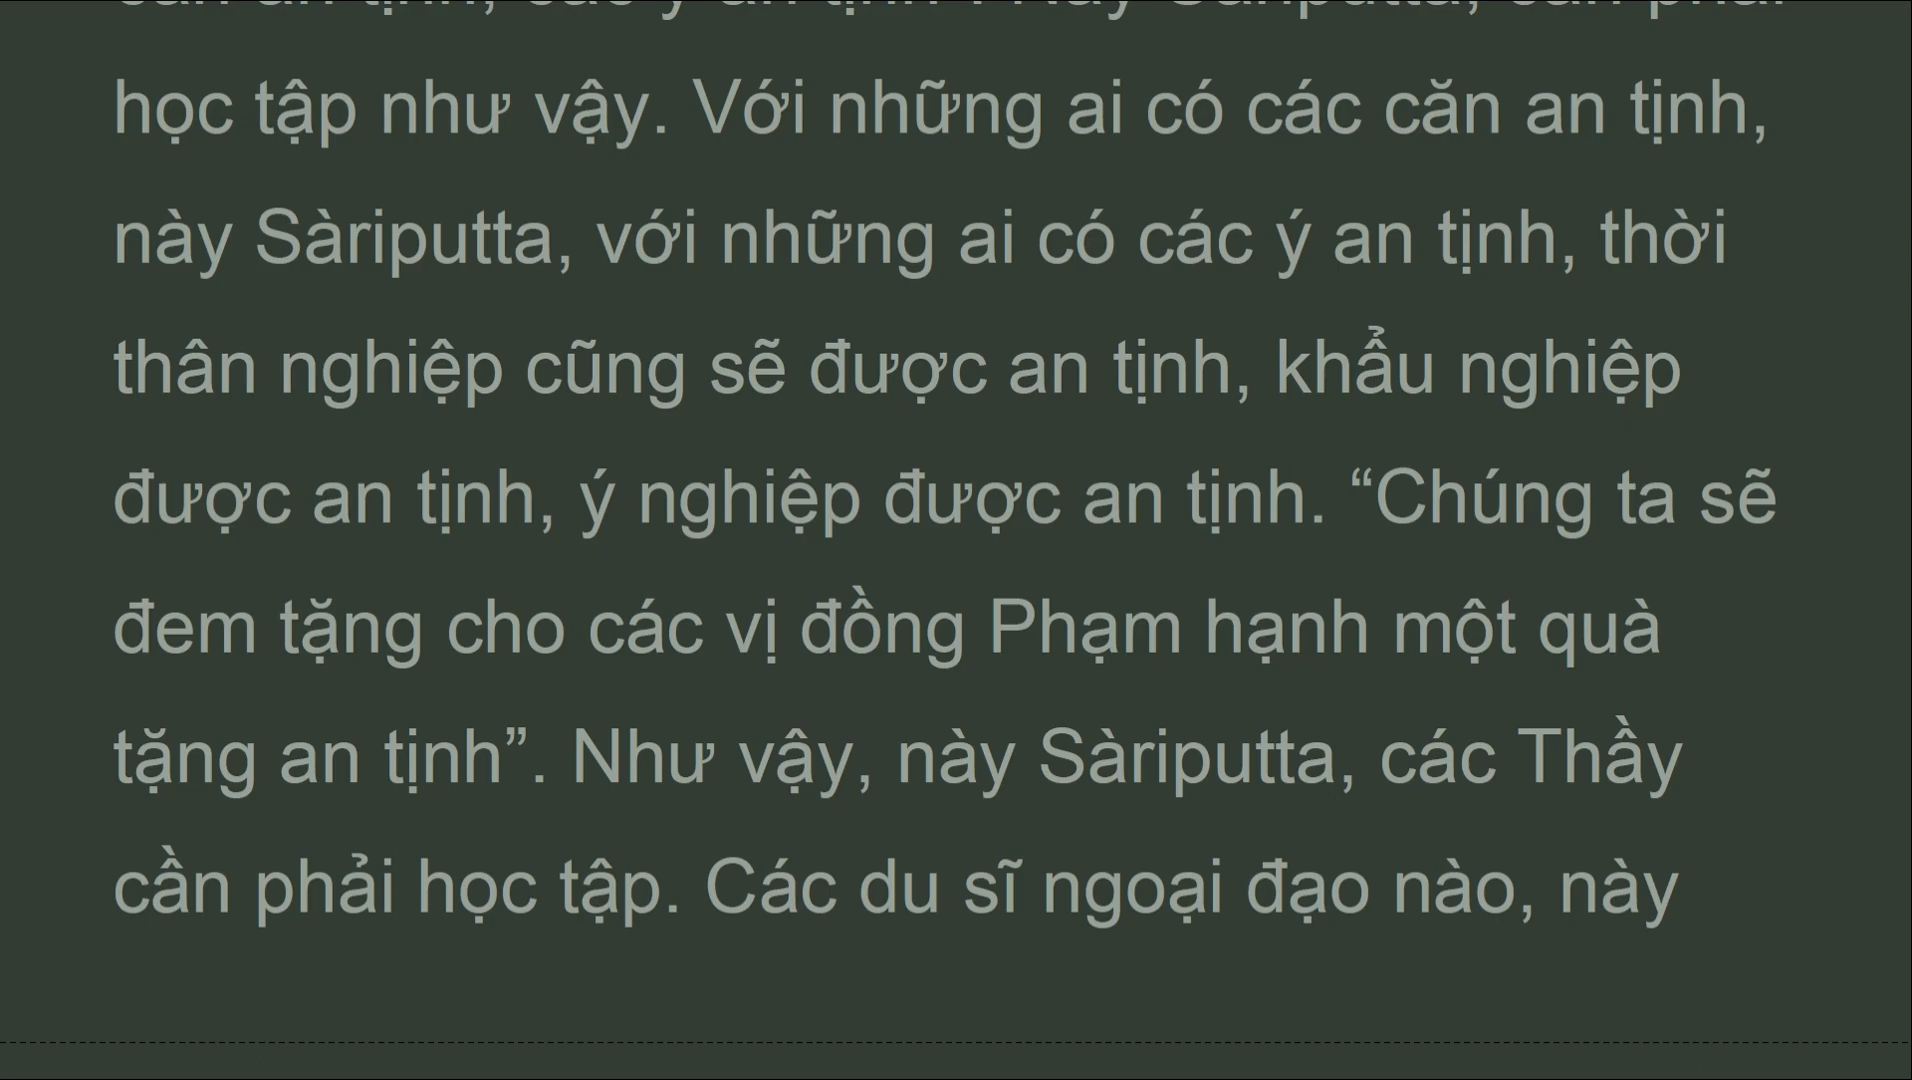 học tập như vậy. Với những ai có các căn an tịnh,
này Sàriputta, với những ai có các ý an tịnh, thời
thân nghiệp cũng sẽ được an tịnh, khẩu nghiệp
được an tịnh, ý nghiệp được an tịnh. “Chúng ta sẽ
đem tặng cho các vị đồng Phạm hạnh một quà
tặng an tịnh”. Như vậy, này Sàriputta, các Thầy
cần phải học tập. Các du sĩ ngoại đạo nào, này